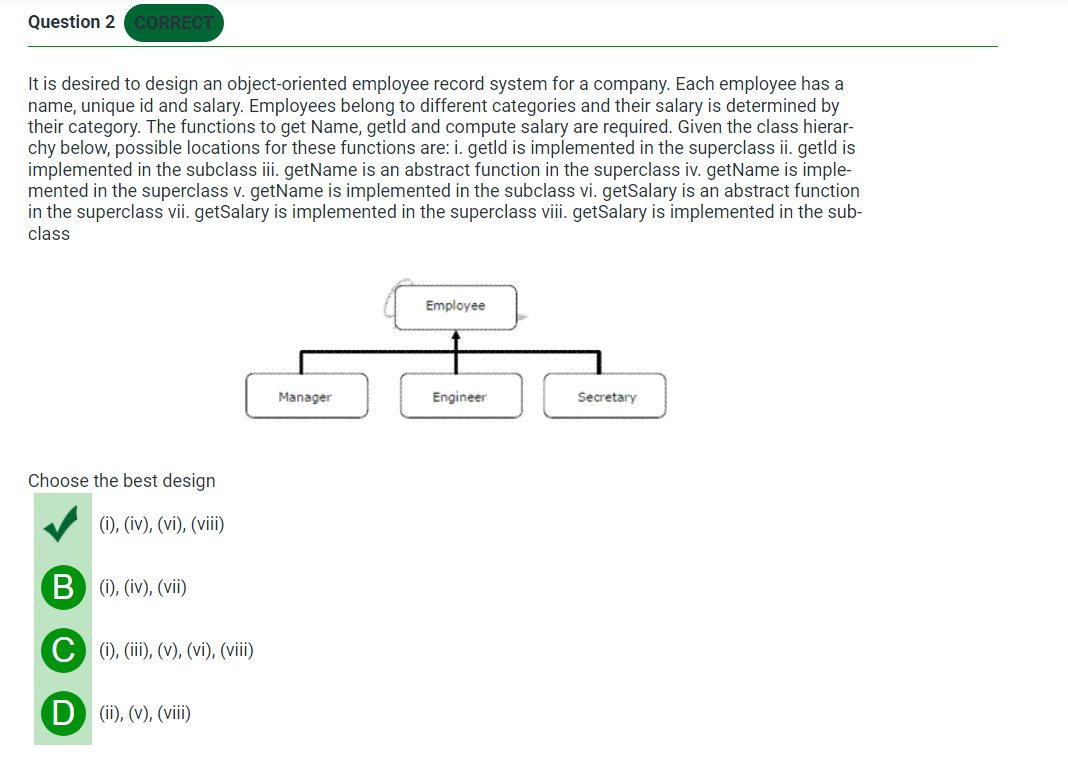 Question 2 CORRECT
It is desired to design an object-oriented employee record system for a company. Each employee has a
name, unique id and salary. Employees belong to different categories and their salary is determined by
their category. The functions to get Name, getld and compute salary are required. Given the class hierar-
chy below, possible locations for these functions are: i. getld is implemented in the superclass ii. getld is
implemented in the subclass iii. getName is an abstract function in the superclass iv. getName is imple-
mented in the superclass v. getName is implemented in the subclass vi. getSalary is an abstract function
in the superclass vii. getSalary is implemented in the superclass viii. getSalary is implemented in the sub-
class
Employee
Manager Engineer Secretary
Choose the best design
(i), (iv), (vi), (viii)
B (i), (iv), (vii)
C (i), (iii), (v), (vi), (viii)
D (ii), (v), (viii)